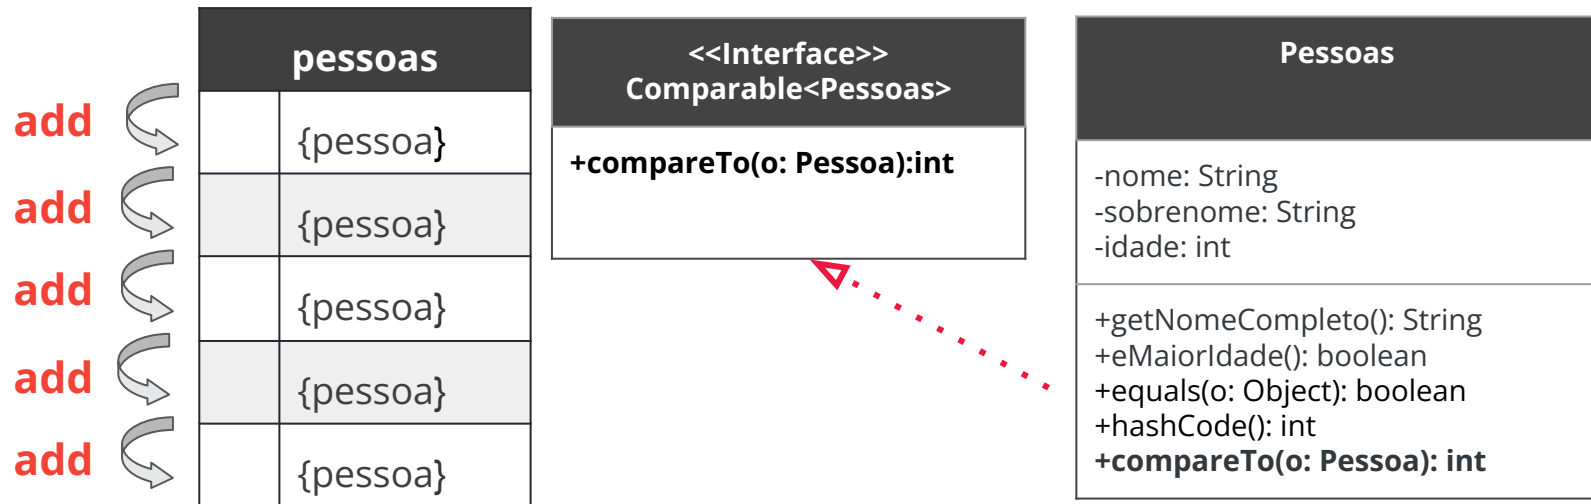 pessoas
add
{pessoa}
add
{pessoa}
add
{pessoa}
add
{pessoa}
add
{pessoa}
<<Interface>>
Comparable<Pessoas>
+compareTo(o: Pessoa):int
Pessoas
-nome: String
-sobrenome: String
-idade: int
+getNomeCompleto(): String
+eMaiorIdade(): boolean
+equals(o: Object): boolean
+hashCode(): int
+compareTo(o: Pessoa): int